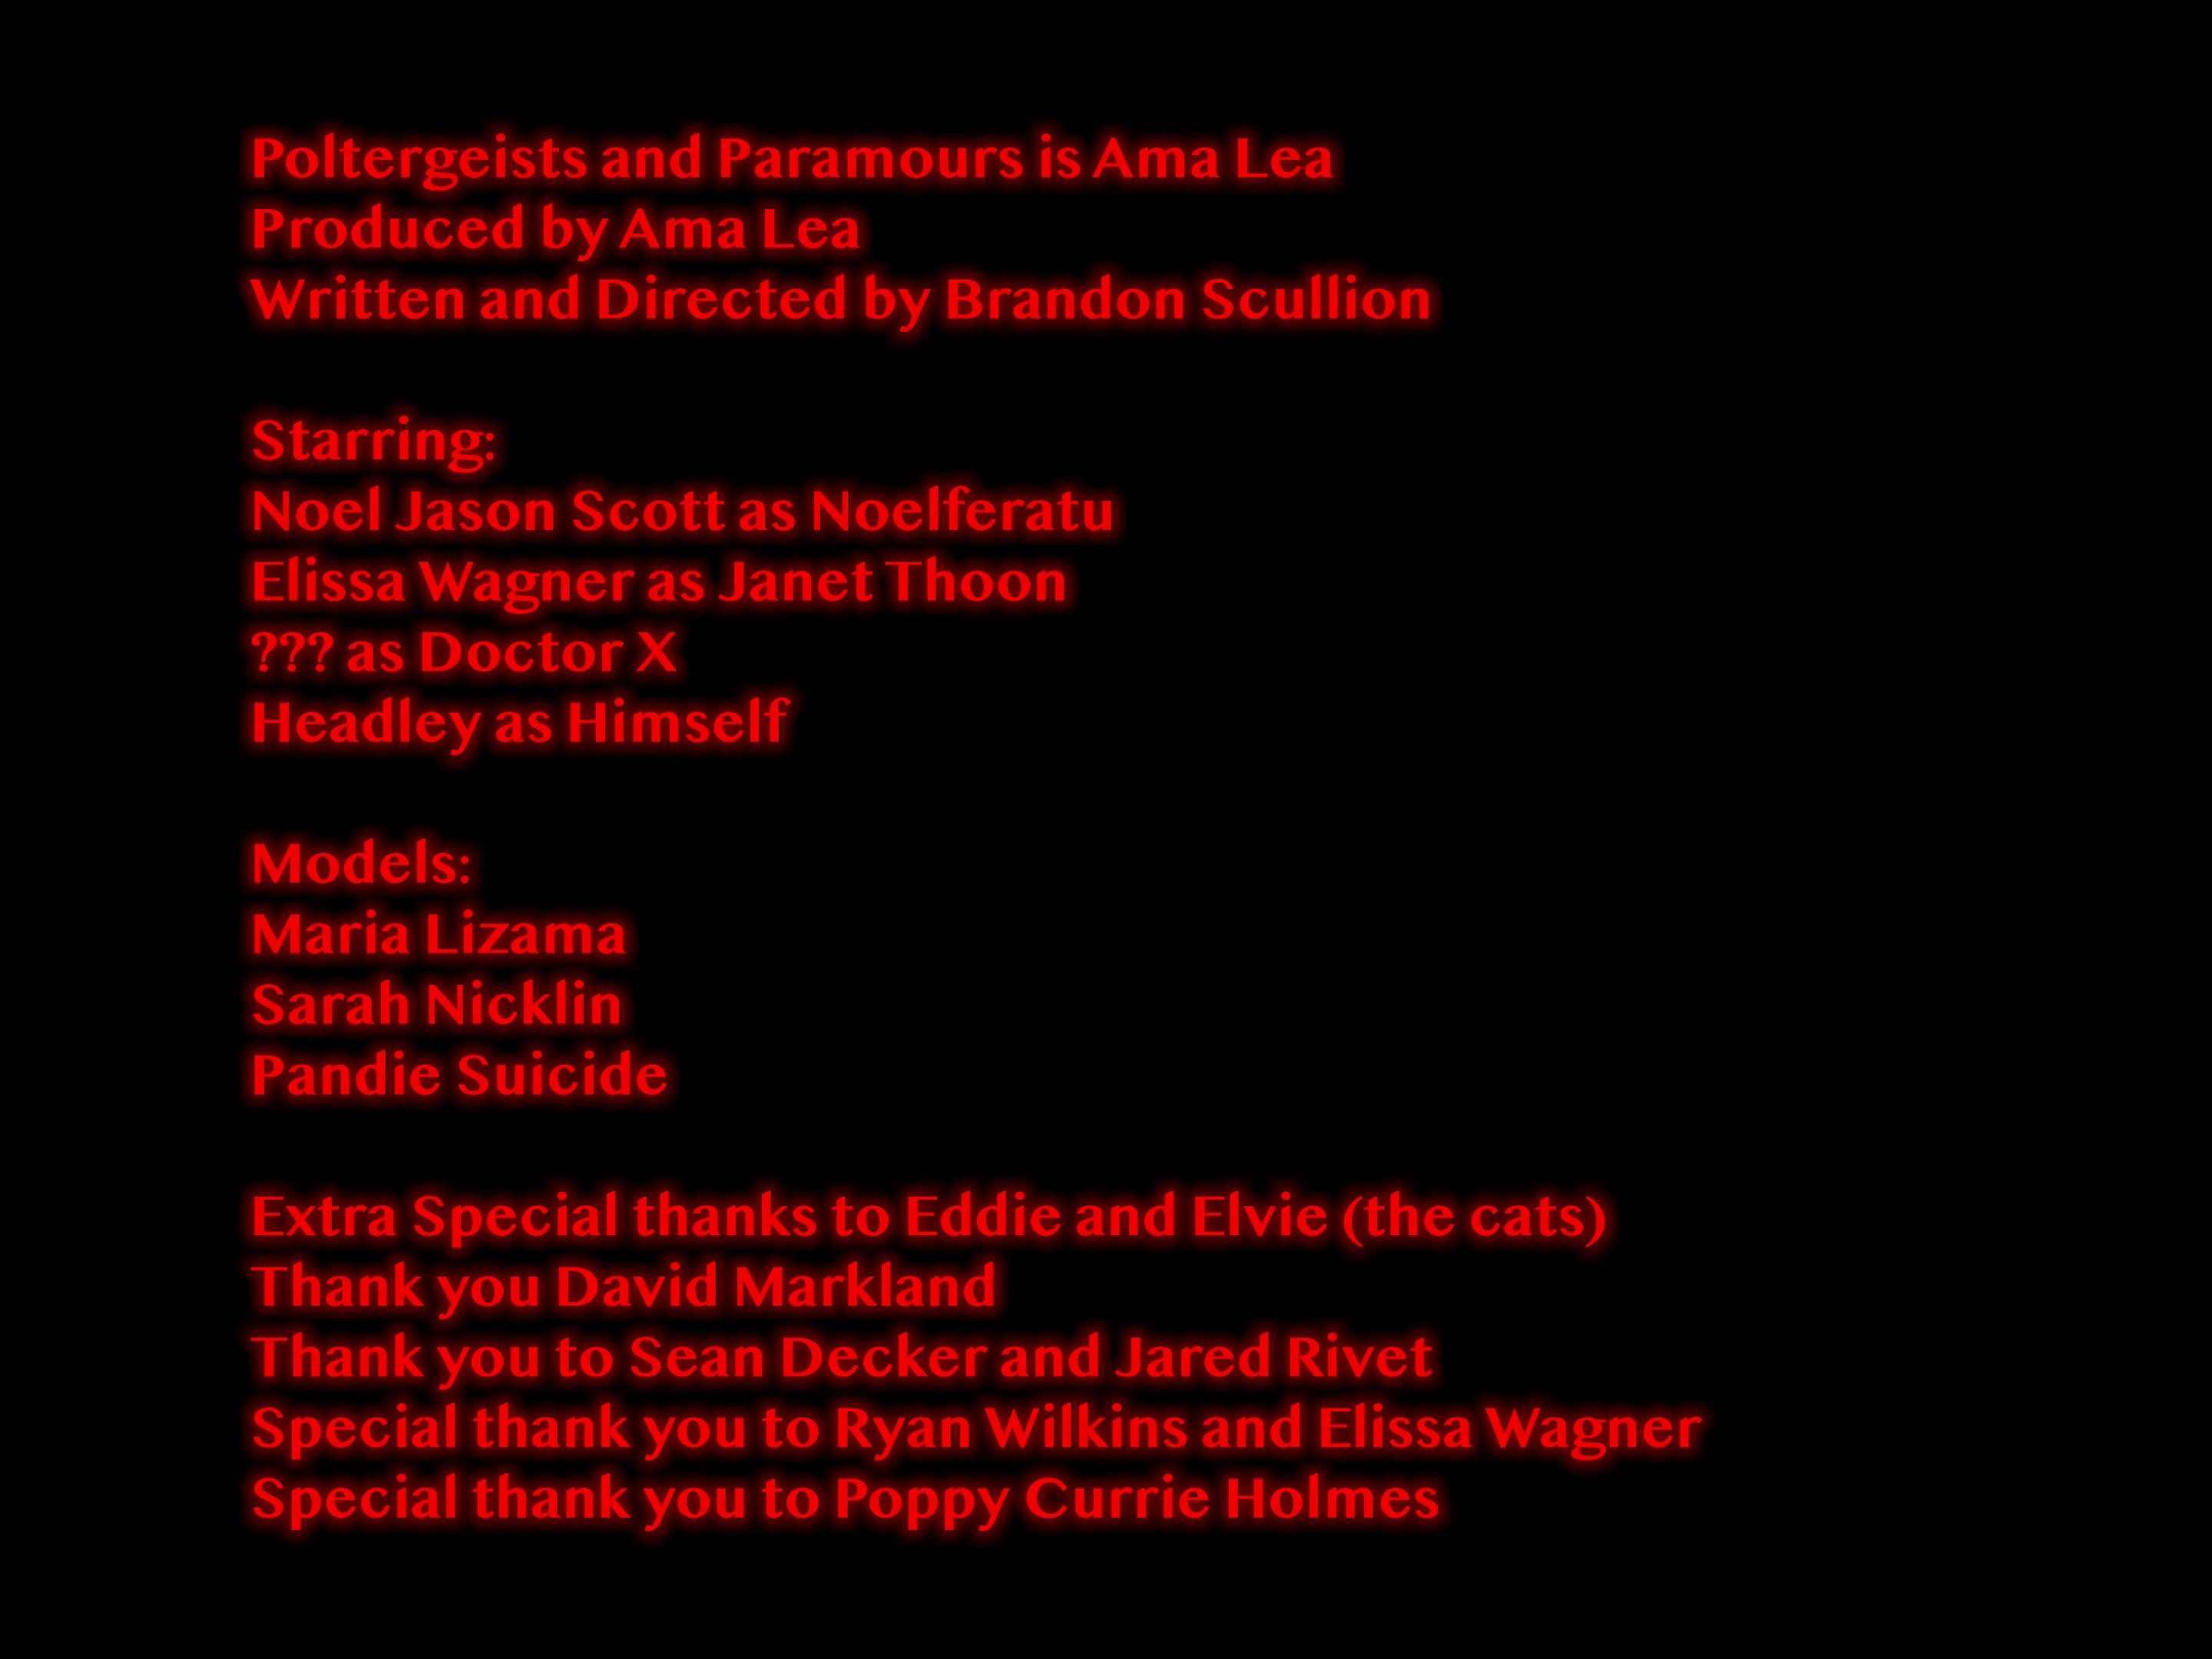 Poltergeists and Paramours is Ama Lea
Produced by Ama Lea
Written and Directed by Brandon Scullion
Starring:
Noel Jason Scott as Noelferatu
Elissa Wagner as Janet Thoon
??? as Doctor X
Headley as Himself
Models:
Maria Lizama
Sarah Nicklin
Pandie Suicide
Extra Special thanks to Eddie and Elvie (the cats)
Thank you David Markland
Thank you to Sean Decker and Jared Rivet
Special thank you to Ryan Wilkins and Elissa Wagner
Special thank you to Poppy Currie Holmes